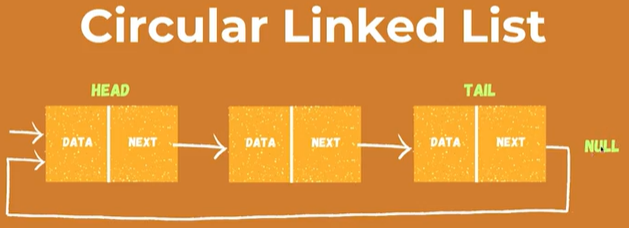 Circular Linked List
HEAD TAIL
DATA NEXT DATA NEXT DATA NEXT NULL